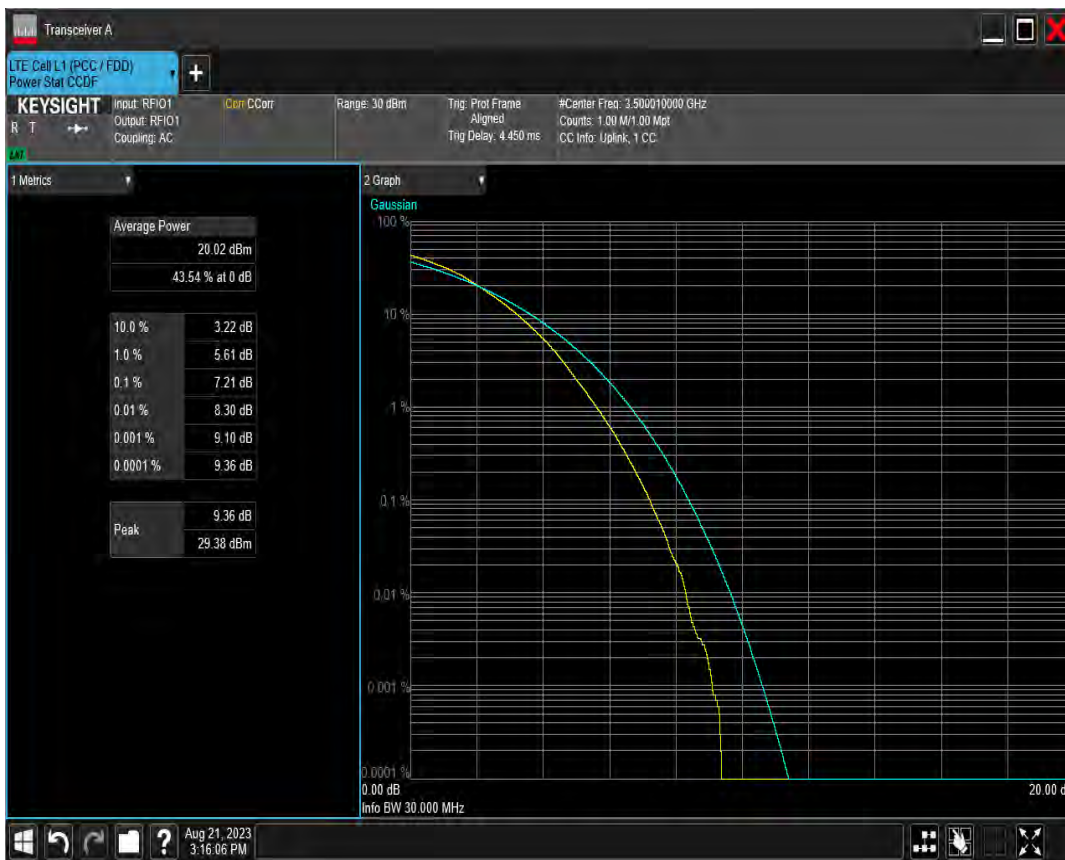 Transceiver A
LTE Cell L1 (PCC / FDD)
Power Stat CCDF
+
KEYSIGHT
R T
LNI
Input: RFIO1
Output: RFIO1
Coupling: AC
Corr CCorr
Range: 30 dBm
Trig: Prot Frame
Aligned
Trig Delay: 4.450 ms
#Center Freq: 3.500010000 GHz
Counts: 1.00 M/1.00 Mpt
CC Info: Uplink, 1 CC
1 Metrics
Average Power
20.02 dBm
43.54 % at 0 dB
10.0 % 3.22 dB
1.0 % 5.61 dB
0.1 % 7.21 dB
0.01 % 8.30 dB
0.001 % 9.10 dB
0.0001 % 9.36 dB
Peak
9.36 dB
29.38 dBm
2 Graph
Gaussian
100 %
10 %
1 %
0.1 %
0.01 %
0.001 %
0.0001 %
0.00 dB
20.00 d
Info BW 30.000 MHz
?
Aug 21, 2023
3:16:06 PM